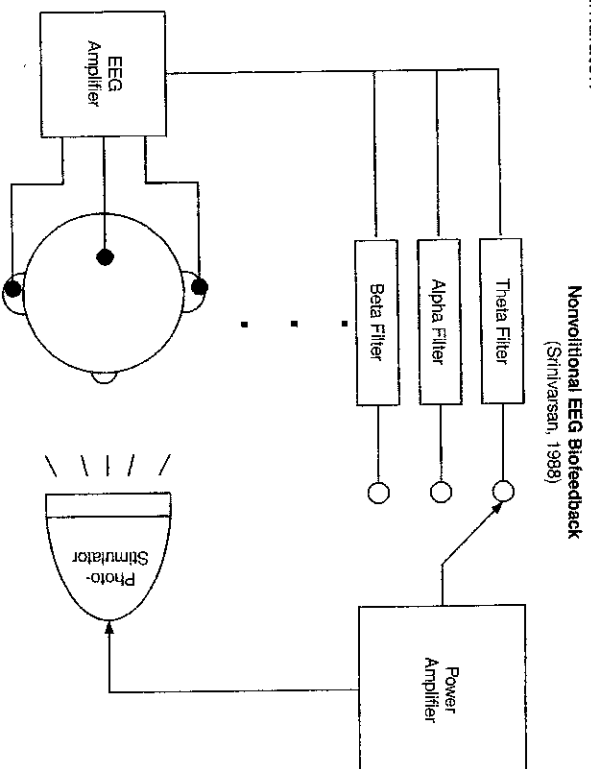 Nonvolitional EEG Biofeedback
(Srinivarsan, 1988)
Theta Filter
Alpha Filter
Beta Filter
EEG
Amplifier
Power
Amplifier
Photo-
Stimulator